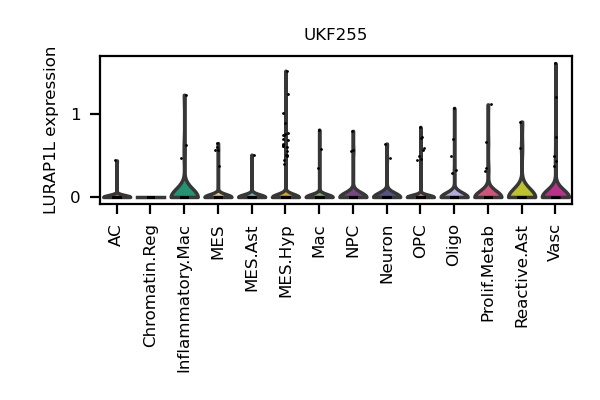 UKF255
LURAP1L expression
1
0
AC
Chromatin.Reg
Inflammatory.Mac
MES
MES.Ast
MES.Hyp
Mac
NPC
Neuron
OPC
Oligo
Prolif.Metab
Reactive.Ast
Vasc